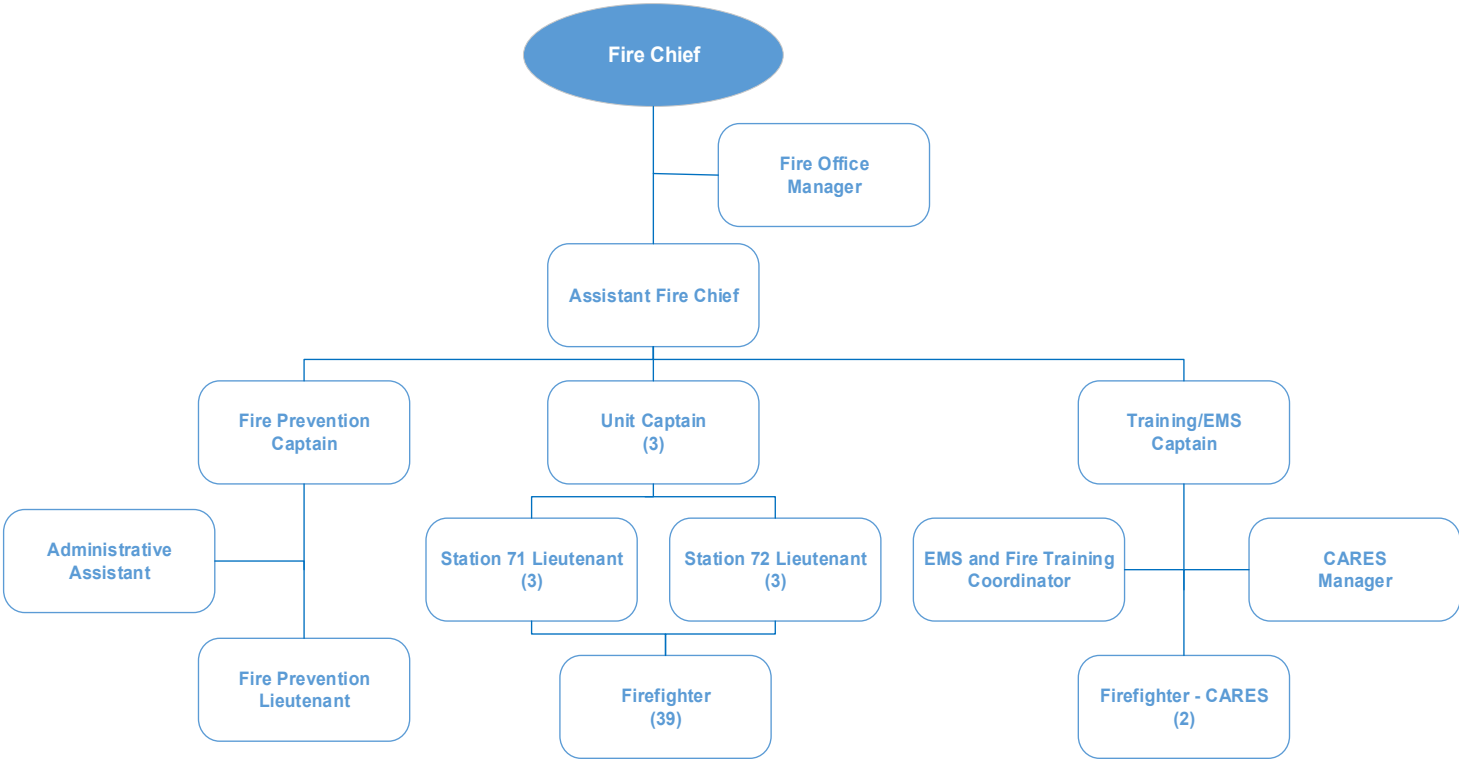 Fire Chief
Fire Office
Manager
Assistant Fire Chief
Fire Prevention
Captain
Unit Captain
(3)
Training/EMS
Captain
Administrative
Assistant
Station 71 Lieutenant
(3)
Station 72 Lieutenant
(3)
EMS and Fire Training
Coordinator
CARES
Manager
Fire Prevention
Lieutenant
Firefighter
(39)
Firefighter - CARES
(2)